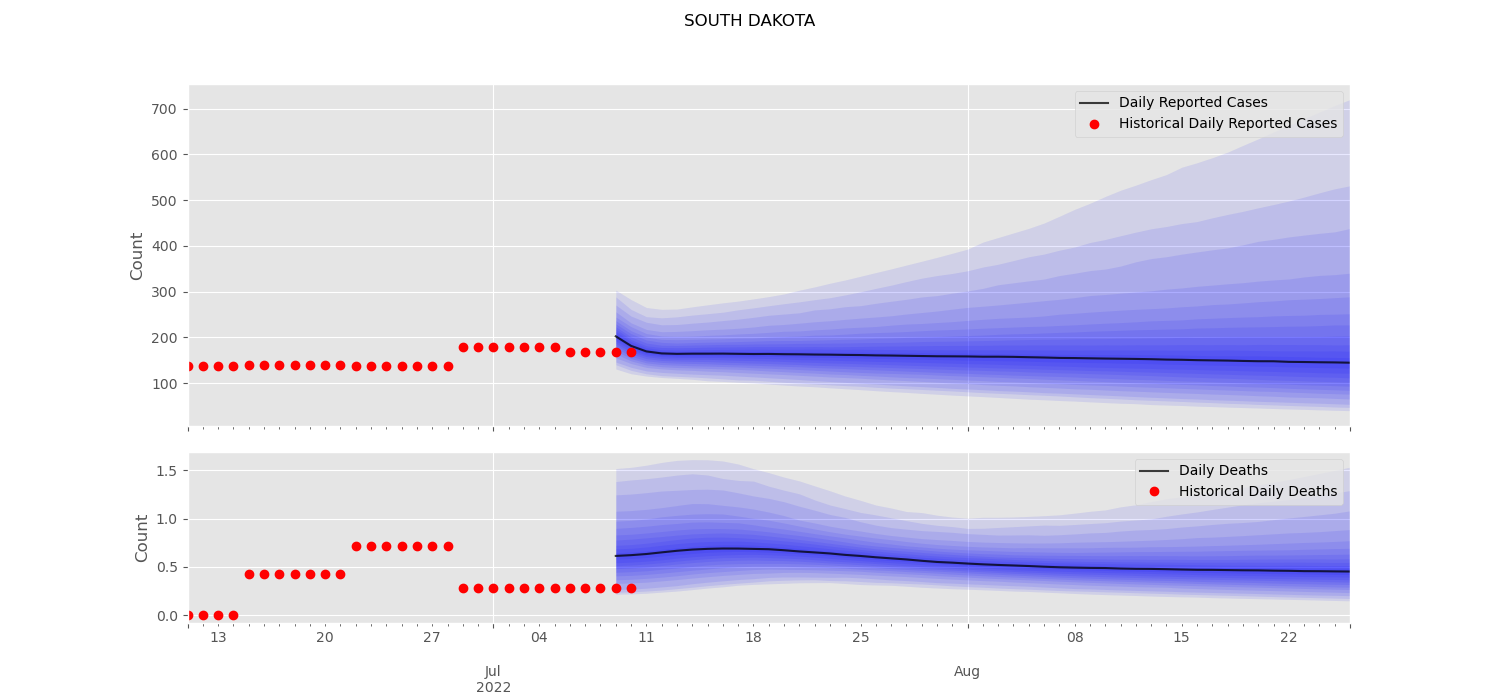 SOUTH DAKOTA
700
600
500
400
300
200
100
Count
Daily Reported Cases
Historical Daily Reported Cases
1.5
1.0
0.5
0.0
Count
Daily Deaths
Historical Daily Deaths
13 20 27 04 11 18 25 08 15 22
Jul Aug
2022